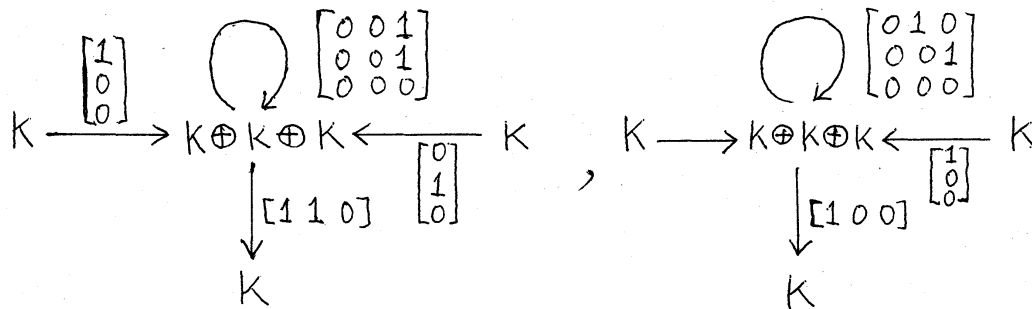 [1 0 0] [0 0 1 0 0 1 0 0 0] [0 1 0 0 0 1 0 0 0]
K → K⊕K⊕K ← K , K → K⊕K⊕K ← K
[0 1 0] [1 0 0]
[1 1 0] [1 0 0]
K K